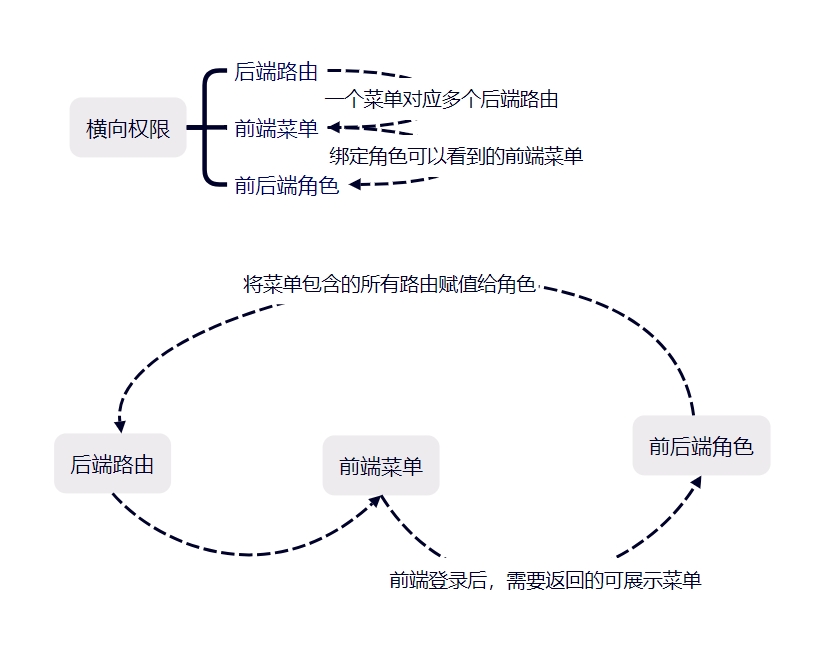 后端路由
一个菜单对应多个后端路由
横向权限
前端菜单
绑定角色可以看到的前端菜单
前后端角色
将菜单包含的所有路由赋值给角色
后端路由
前端菜单
前后端角色
前端登录后，需要返回的可展示菜单